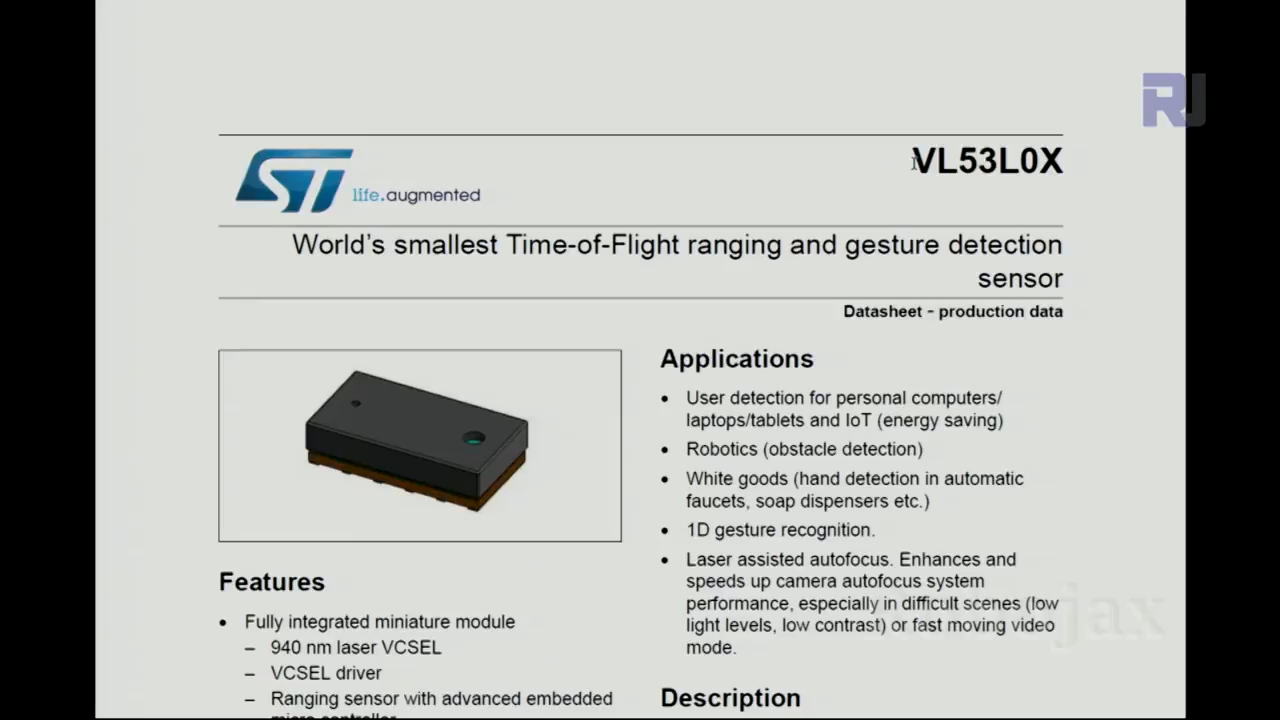 RJ
ST
life.augmented
VL53L0X
World's smallest Time-of-Flight ranging and gesture detection
sensor
Datasheet - production data
Features
• Fully integrated miniature module
– 940 nm laser VCSEL
– VCSEL driver
– Ranging sensor with advanced embedded
micro controller
Applications
• User detection for personal computers/
laptops/tablets and IoT (energy saving)
• Robotics (obstacle detection)
• White goods (hand detection in automatic
faucets, soap dispensers etc.)
• 1D gesture recognition.
• Laser assisted autofocus. Enhances and
speeds up camera autofocus system
performance, especially in difficult scenes (low
light levels, low contrast) or fast moving video
mode.
Description